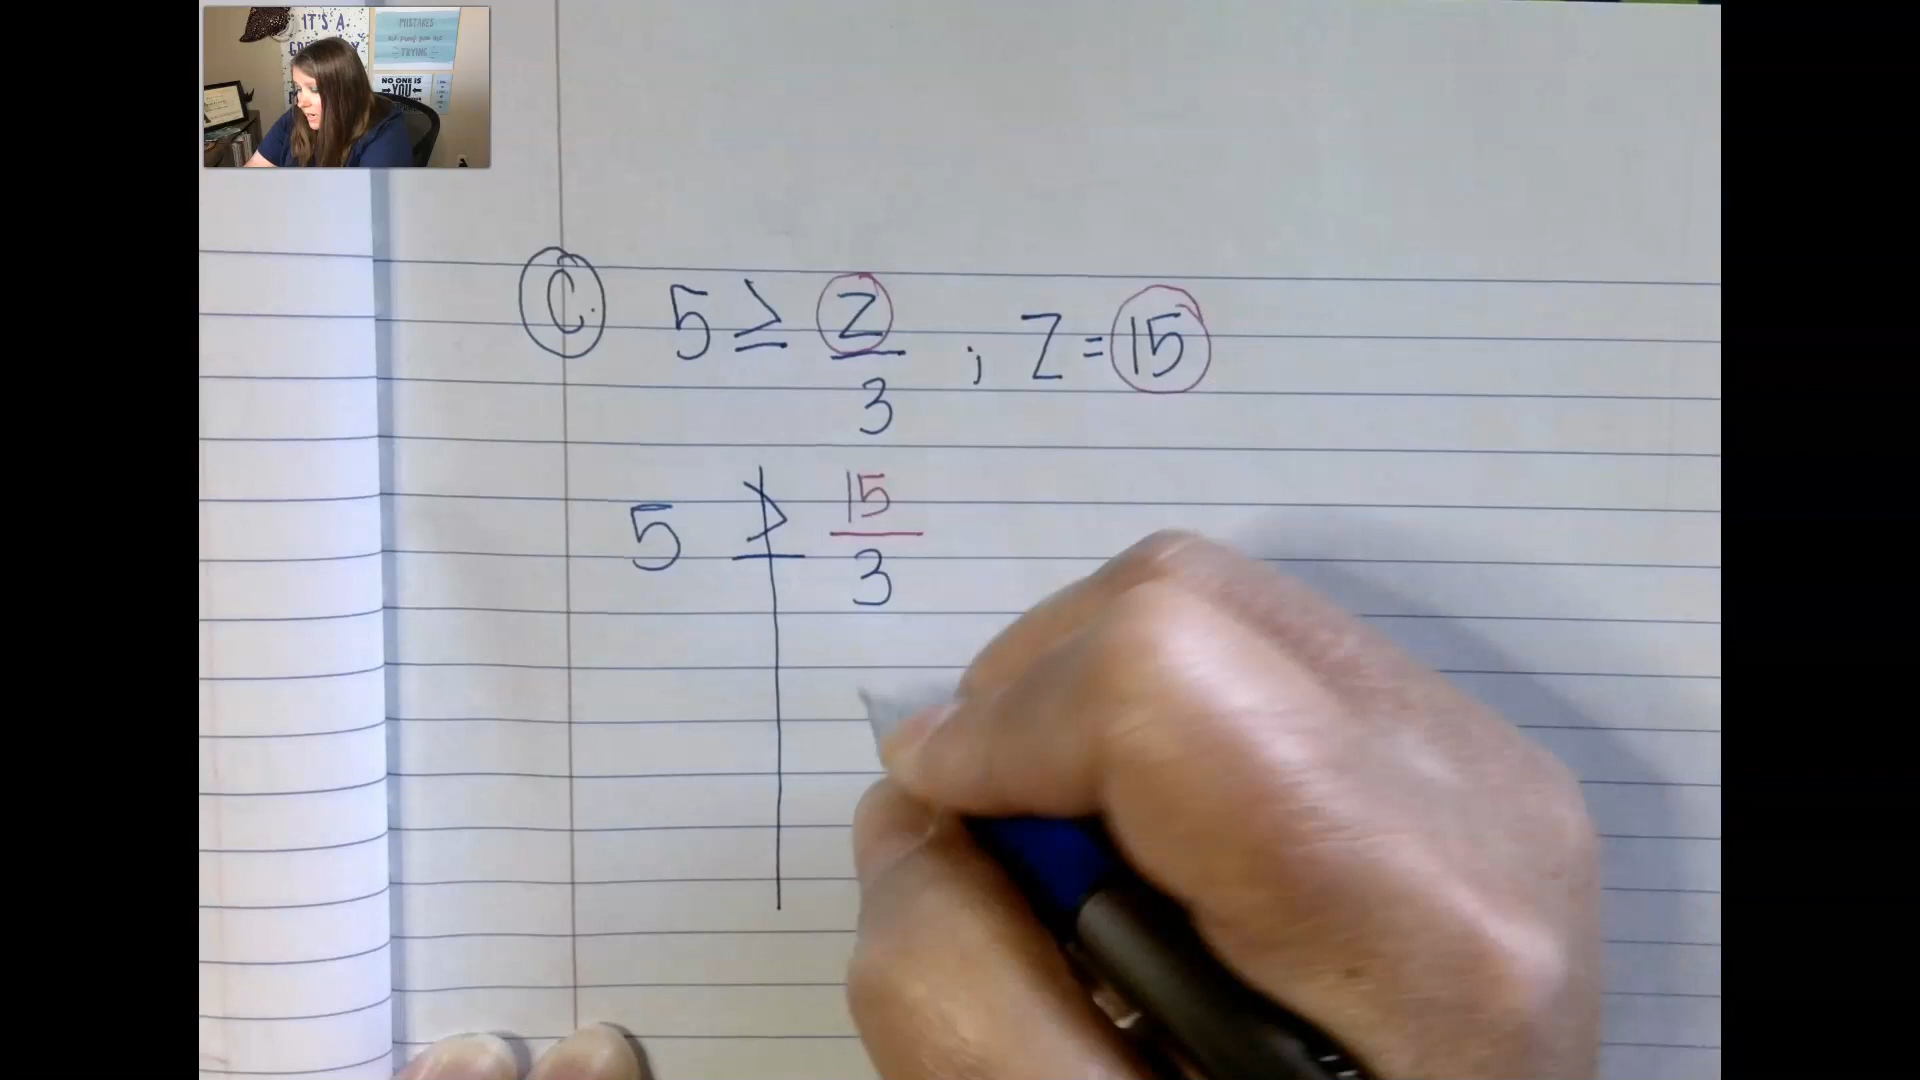 IT'S A
MISTAKES
TRYING
NO ONE IS
YOU
C. 5 ≥ z/3 ; z = 15
5 ≥ 15/3